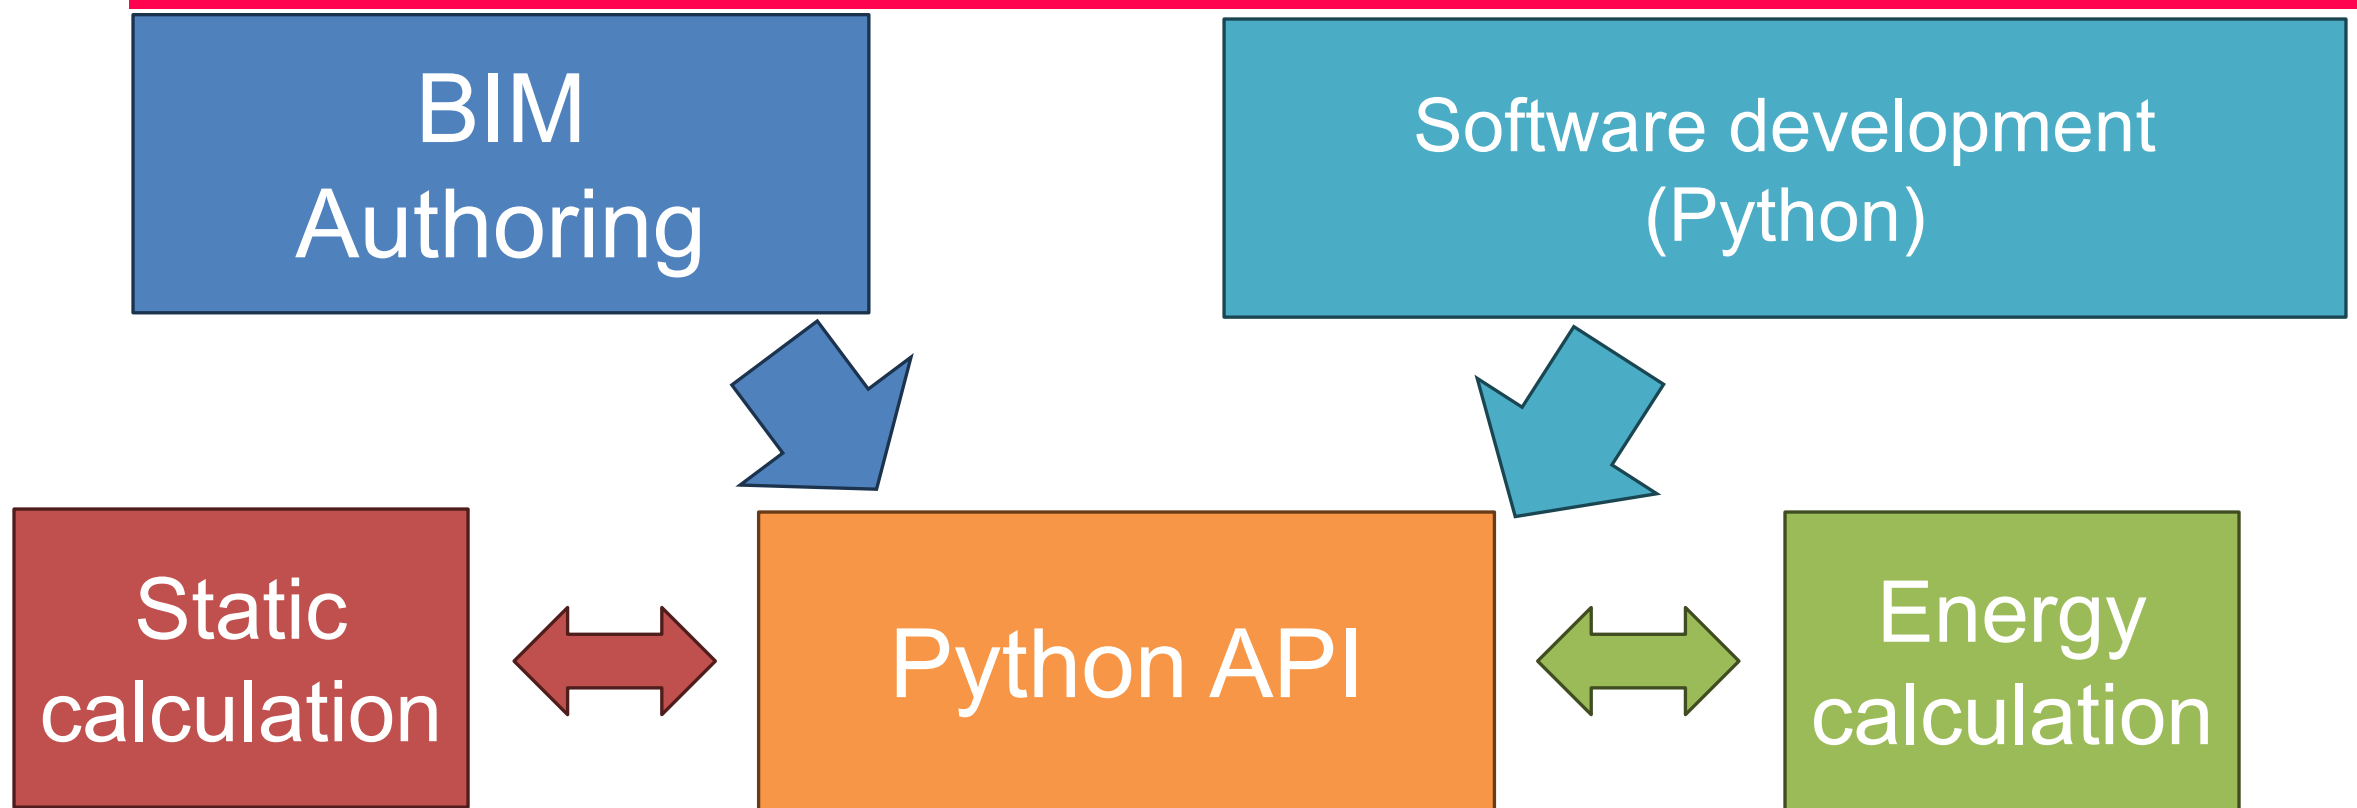 BIM
Authoring
Software development
(Python)
Static
calculation
Python API
Energy
calculation